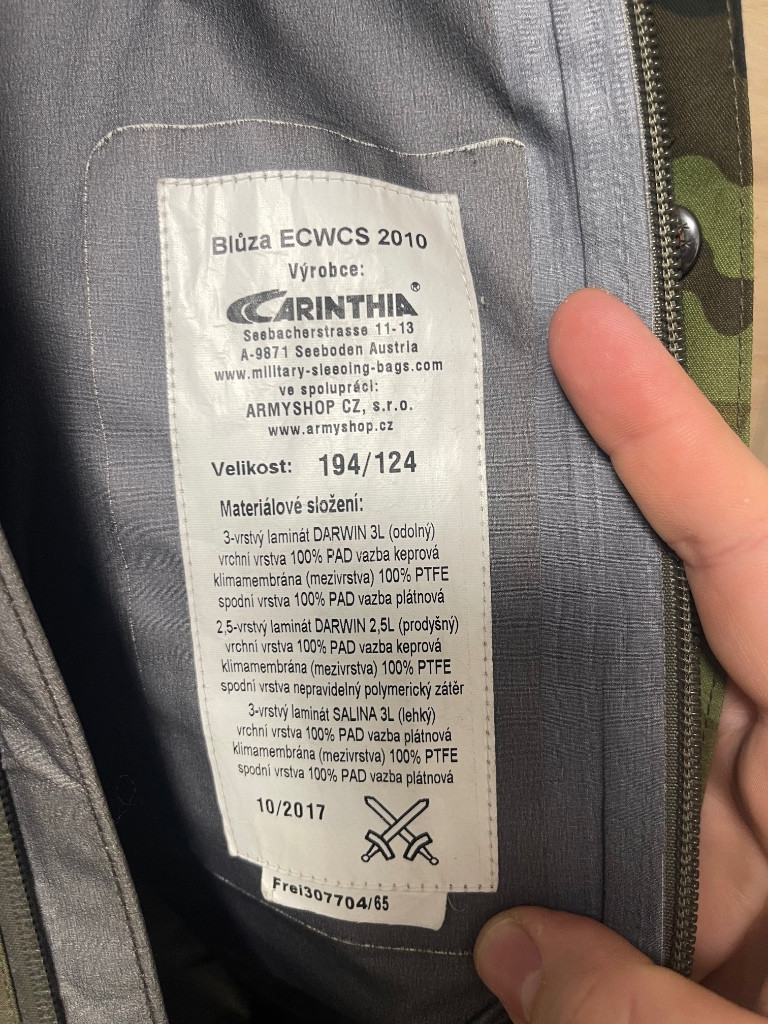 Blůza ECWCS 2010
Výrobce:
CARINTHIA®
Seebacherstrasse 11-13
A-9871 Seeboden Austria
www.military-sleeoing-bags.com
ve spolupráci:
ARMYSHOP CZ, s.r.o.
www.armyshop.cz
Velikost: 194/124
Materiálové složení:
3-vrstvý laminát DARWIN 3L (odolný)
vrchní vrstva 100% PAD vazba keprová
klimamembrána (mezivrstva) 100% PTFE
spodní vrstva 100% PAD vazba plátnová
2,5-vrstvý laminát DARWIN 2,5L (prodyšný)
vrchní vrstva 100% PAD vazba keprová
klimamembrána (mezivrstva) 100% PTFE
spodní vrstva nepravidelný polymerický zátěr
3-vrstvý laminát SALINA 3L (lehký)
vrchní vrstva 100% PAD vazba plátnová
klimamembrána (mezivrstva) 100% PTFE
spodní vrstva 100% PAD vazba plátnová
10/2017
Frei307704/65